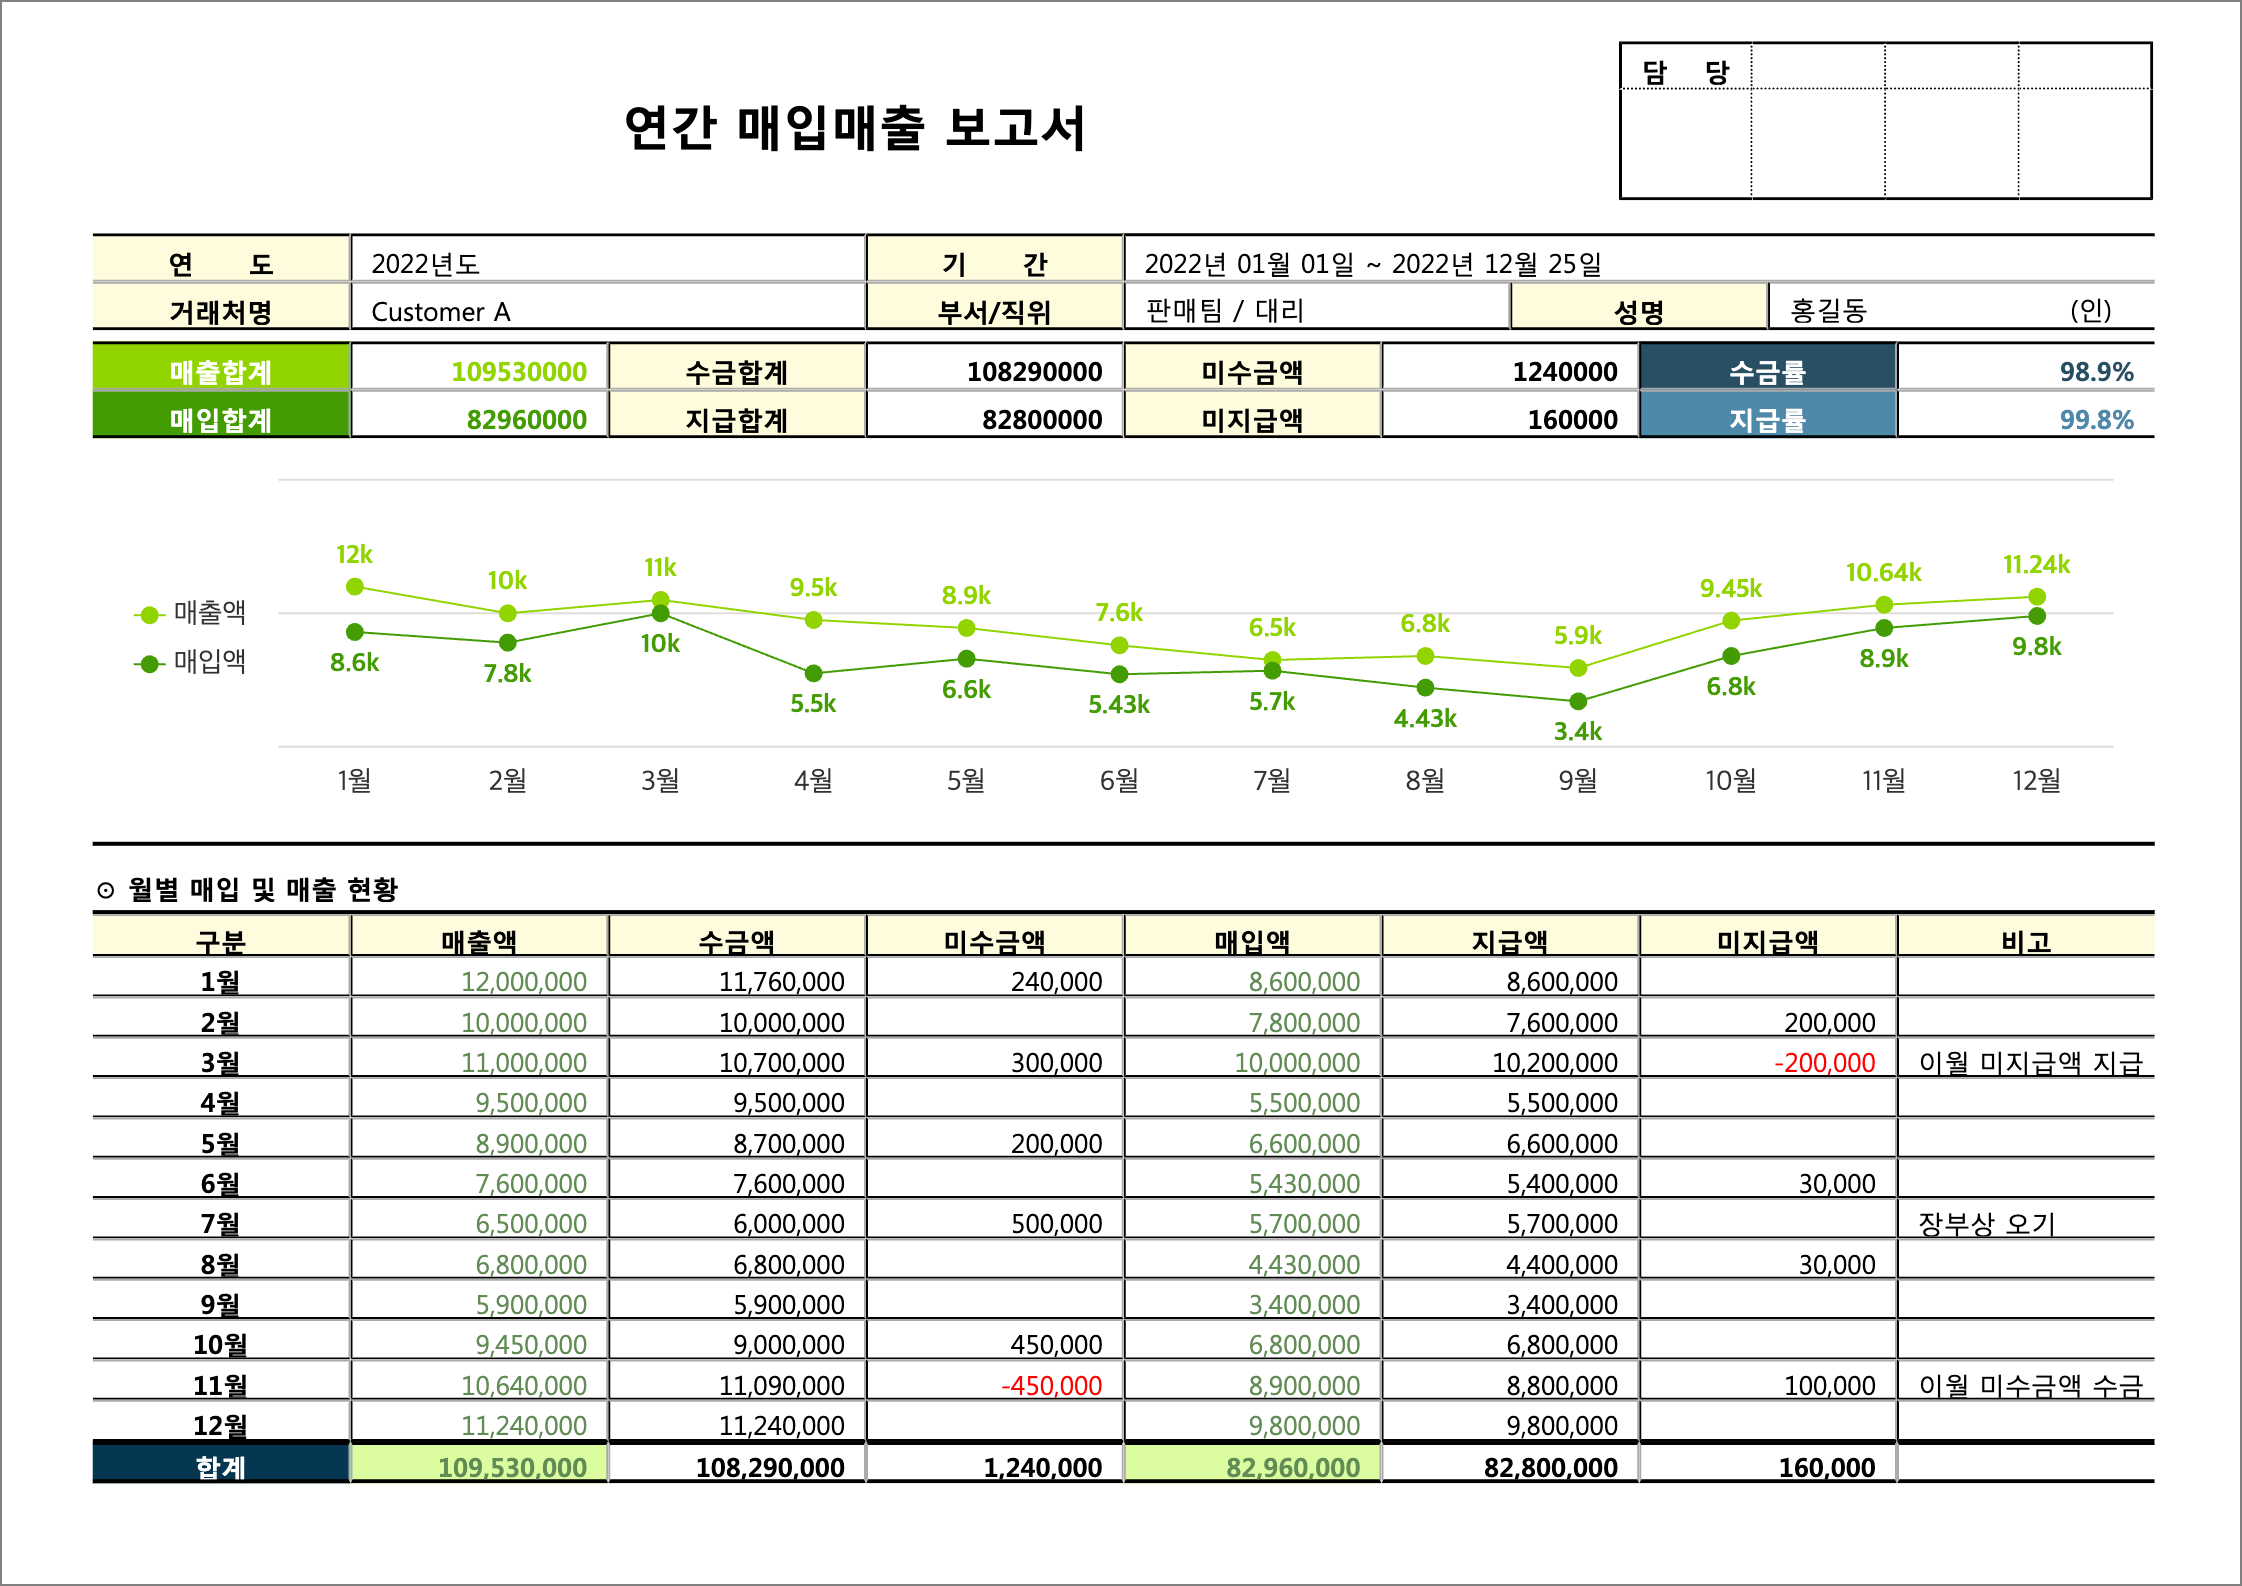 담 당
연간 매입매출 보고서
연 도 2022년도 기 간 2022년 01월 01일 ~ 2022년 12월 25일
거래처명 Customer A 부서/직위 판매팀 / 대리 성명 홍길동 (인)
매출합계 109530000 수금합계 108290000 미수금액 1240000 수금률 98.9%
매입합계 82960000 지급합계 82800000 미지급액 160000 지급률 99.8%
매출액
매입액
12k 10k 11k 9.5k 8.9k 7.6k 6.5k 6.8k 5.9k 9.45k 10.64k 11.24k
8.6k 7.8k 10k 5.5k 6.6k 5.43k 5.7k 4.43k 3.4k 6.8k 8.9k 9.8k
1월 2월 3월 4월 5월 6월 7월 8월 9월 10월 11월 12월
⊙ 월별 매입 및 매출 현황
구분 매출액 수금액 미수금액 매입액 지급액 미지급액 비고
1월 12,000,000 11,760,000 240,000 8,600,000 8,600,000
2월 10,000,000 10,000,000 7,800,000 7,600,000 200,000
3월 11,000,000 10,700,000 300,000 10,000,000 10,200,000 -200,000 이월 미지급액 지급
4월 9,500,000 9,500,000 5,500,000 5,500,000
5월 8,900,000 8,700,000 200,000 6,600,000 6,600,000
6월 7,600,000 7,600,000 5,430,000 5,400,000 30,000
7월 6,500,000 6,000,000 500,000 5,700,000 5,700,000 장부상 오기
8월 6,800,000 6,800,000 4,430,000 4,400,000 30,000
9월 5,900,000 5,900,000 3,400,000 3,400,000
10월 9,450,000 9,000,000 450,000 6,800,000 6,800,000
11월 10,640,000 11,090,000 -450,000 8,900,000 8,800,000 100,000 이월 미수금액 수금
12월 11,240,000 11,240,000 9,800,000 9,800,000
합계 109,530,000 108,290,000 1,240,000 82,960,000 82,800,000 160,000